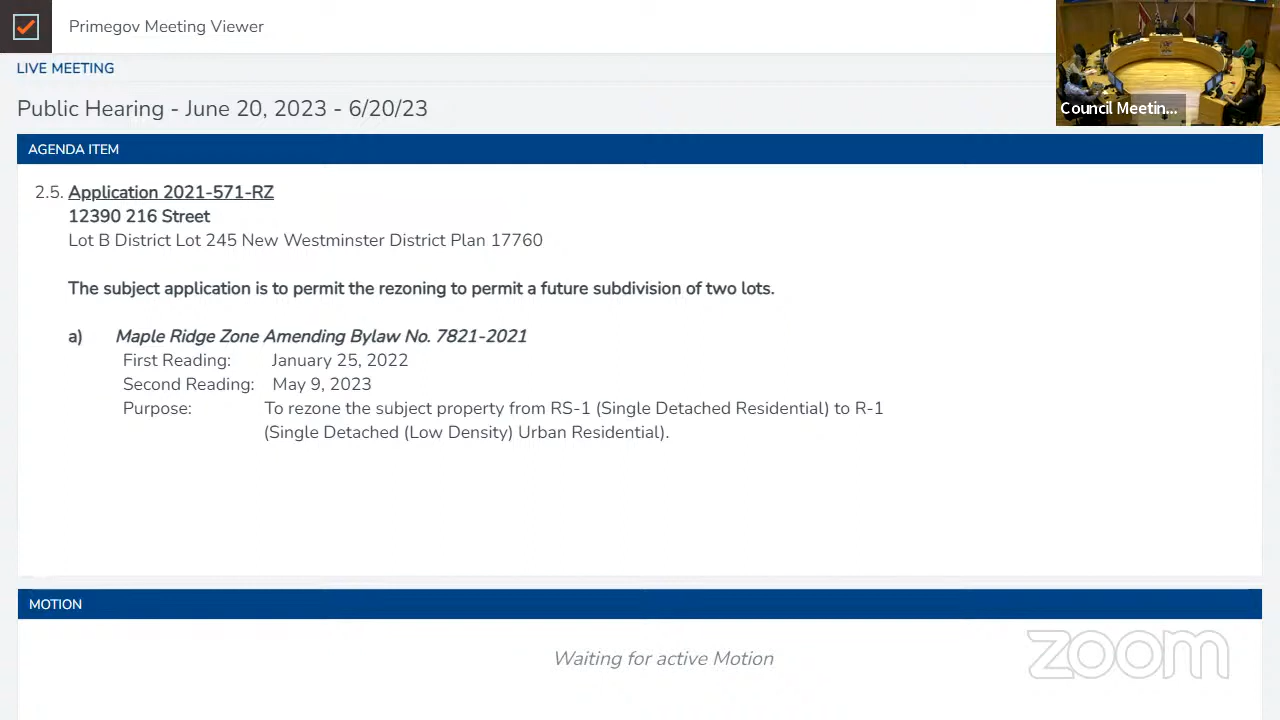 Primegov Meeting Viewer
LIVE MEETING
Public Hearing - June 20, 2023 - 6/20/23
Council Meetin...
AGENDA ITEM
2.5. Application 2021-571-RZ
12390 216 Street
Lot B District Lot 245 New Westminster District Plan 17760
The subject application is to permit the rezoning to permit a future subdivision of two lots.
a) Maple Ridge Zone Amending Bylaw No. 7821-2021
First Reading: January 25, 2022
Second Reading: May 9, 2023
Purpose: To rezone the subject property from RS-1 (Single Detached Residential) to R-1
(Single Detached (Low Density) Urban Residential).
MOTION
Waiting for active Motion
zoom